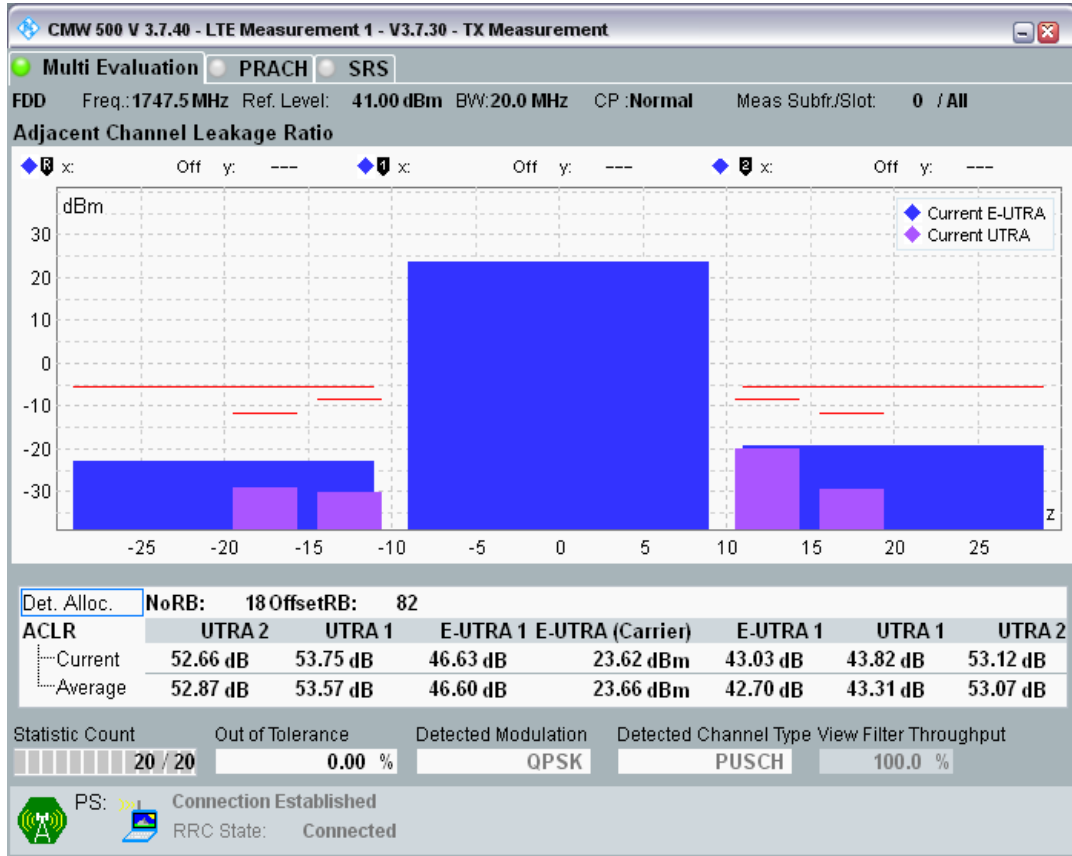 CMW 500 V 3.7.40 - LTE Measurement 1 - V3.7.30 - TX Measurement
Multi Evaluation PRACH SRS
FDD Freq.: 1747.5 MHz Ref. Level: 41.00 dBm BW: 20.0 MHz CP : Normal Meas Subfr./Slot: 0 / All
Adjacent Channel Leakage Ratio
R x: Off y: --- 1 x: Off y: --- 2 x: Off y: ---
dBm
Current E-UTRA
Current UTRA
30
20
10
0
-10
-20
-30
z
-25 -20 -15 -10 -5 0 5 10 15 20 25
Det. Alloc. NoRB: 18 OffsetRB: 82
ACLR UTRA 2 UTRA 1 E-UTRA 1 E-UTRA (Carrier) E-UTRA 1 UTRA 1 UTRA 2
Current 52.66 dB 53.75 dB 46.63 dB 23.62 dBm 43.03 dB 43.82 dB 53.12 dB
Average 52.87 dB 53.57 dB 46.60 dB 23.66 dBm 42.70 dB 43.31 dB 53.07 dB
Statistic Count Out of Tolerance Detected Modulation Detected Channel Type View Filter Throughput
20 / 20 0.00 % QPSK PUSCH 100.0 %
PS: Connection Established
RRC State: Connected